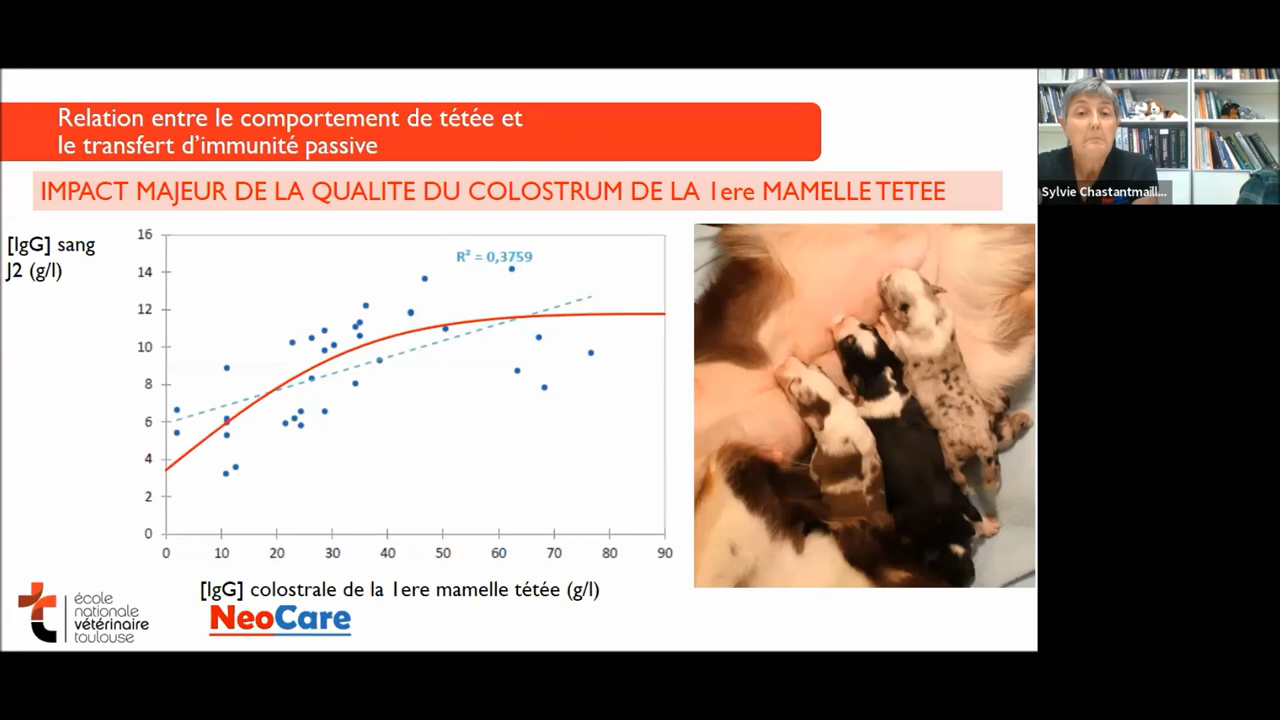 Relation entre le comportement de tétée et
le transfert d'immunité passive
IMPACT MAJEUR DE LA QUALITE DU COLOSTRUM DE LA 1ere MAMELLE TETEE
[IgG] sang
J2 (g/l)
R² = 0,3759
16
14
12
10
8
6
4
2
0
0 10 20 30 40 50 60 70 80 90
[IgG] colostrale de la 1ere mamelle tétée (g/l)
école
nationale
vétérinaire
toulouse
NeoCare
Sylvie Chastantmaill...